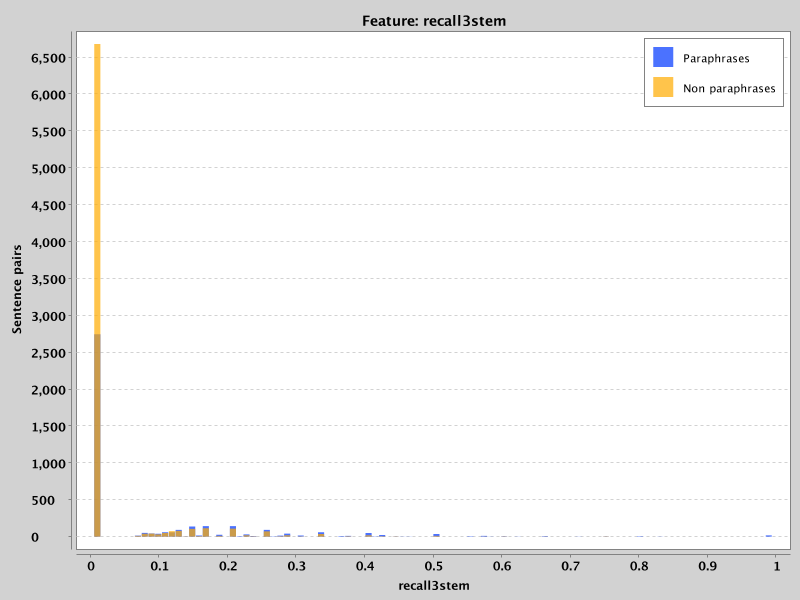 Feature: recall3stem
Paraphrases
Non paraphrases
6,500
6,000
5,500
5,000
4,500
4,000
3,500
3,000
2,500
2,000
1,500
1,000
500
0
Sentence pairs
0 0.1 0.2 0.3 0.4 0.5 0.6 0.7 0.8 0.9 1
recall3stem